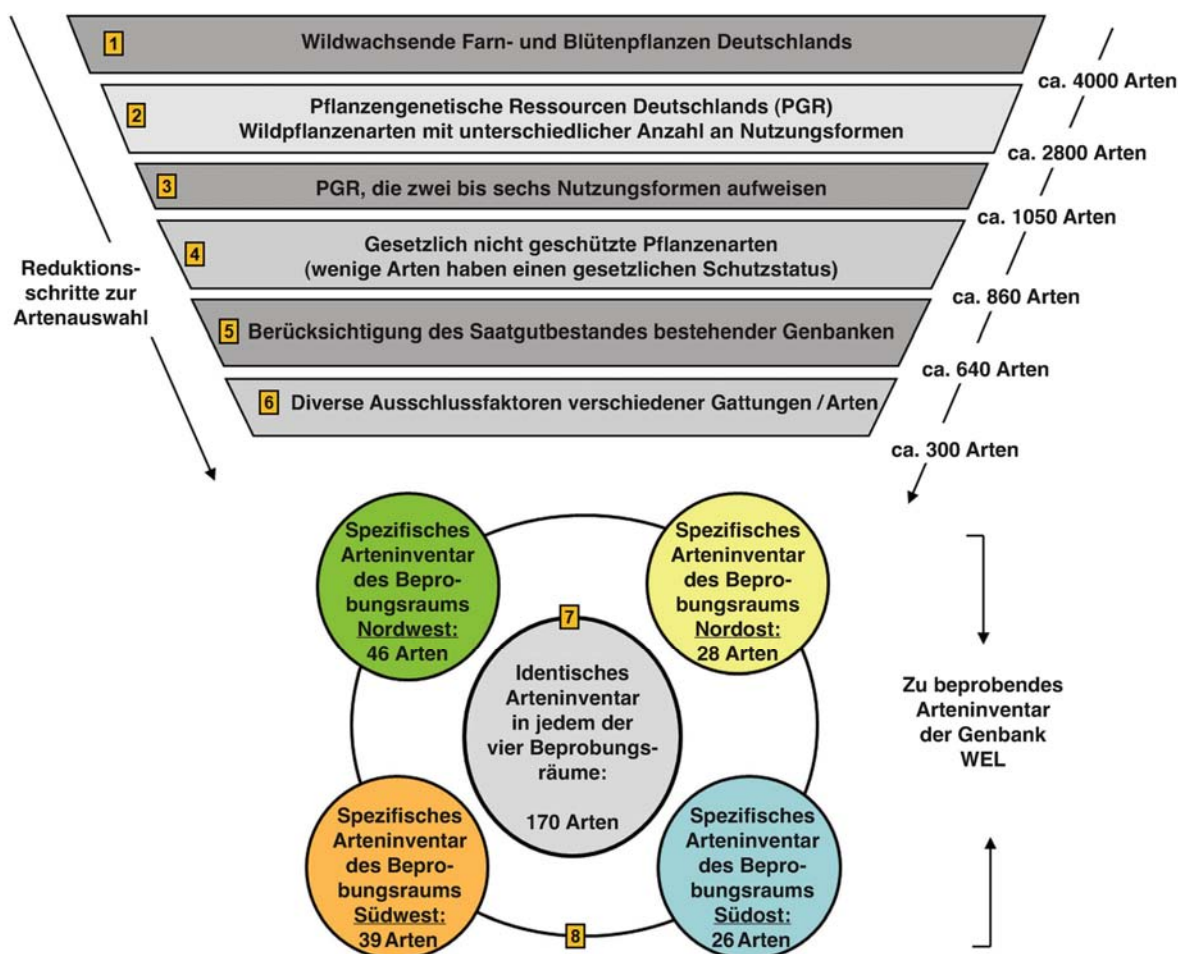 1 Wildwachsende Farn- und Blütenpflanzen Deutschlands
ca. 4000 Arten
2 Pflanzengenetische Ressourcen Deutschlands (PGR)
Wildpflanzenarten mit unterschiedlicher Anzahl an Nutzungsformen
ca. 2800 Arten
3 PGR, die zwei bis sechs Nutzungsformen aufweisen
ca. 1050 Arten
4 Gesetzlich nicht geschützte Pflanzenarten
(wenige Arten haben einen gesetzlichen Schutzstatus)
ca. 860 Arten
5 Berücksichtigung des Saatgutbestandes bestehender Genbanken
ca. 640 Arten
6 Diverse Ausschlussfaktoren verschiedener Gattungen / Arten
ca. 300 Arten
Reduktions-
schritte zur
Artenauswahl
Spezifisches
Arteninventar
des Bepro-
bungsraums
Nordwest:
46 Arten
Spezifisches
Arteninventar
des Bepro-
bungsraums
Nordost:
28 Arten
7
Identisches
Arteninventar
in jedem der
vier Beprobungs-
räume:
170 Arten
Zu beprobendes
Arteninventar
der Genbank
WEL
Spezifisches
Arteninventar
des Bepro-
bungsraums
Südwest:
39 Arten
Spezifisches
Arteninventar
des Bepro-
bungsraums
Südost:
26 Arten
8